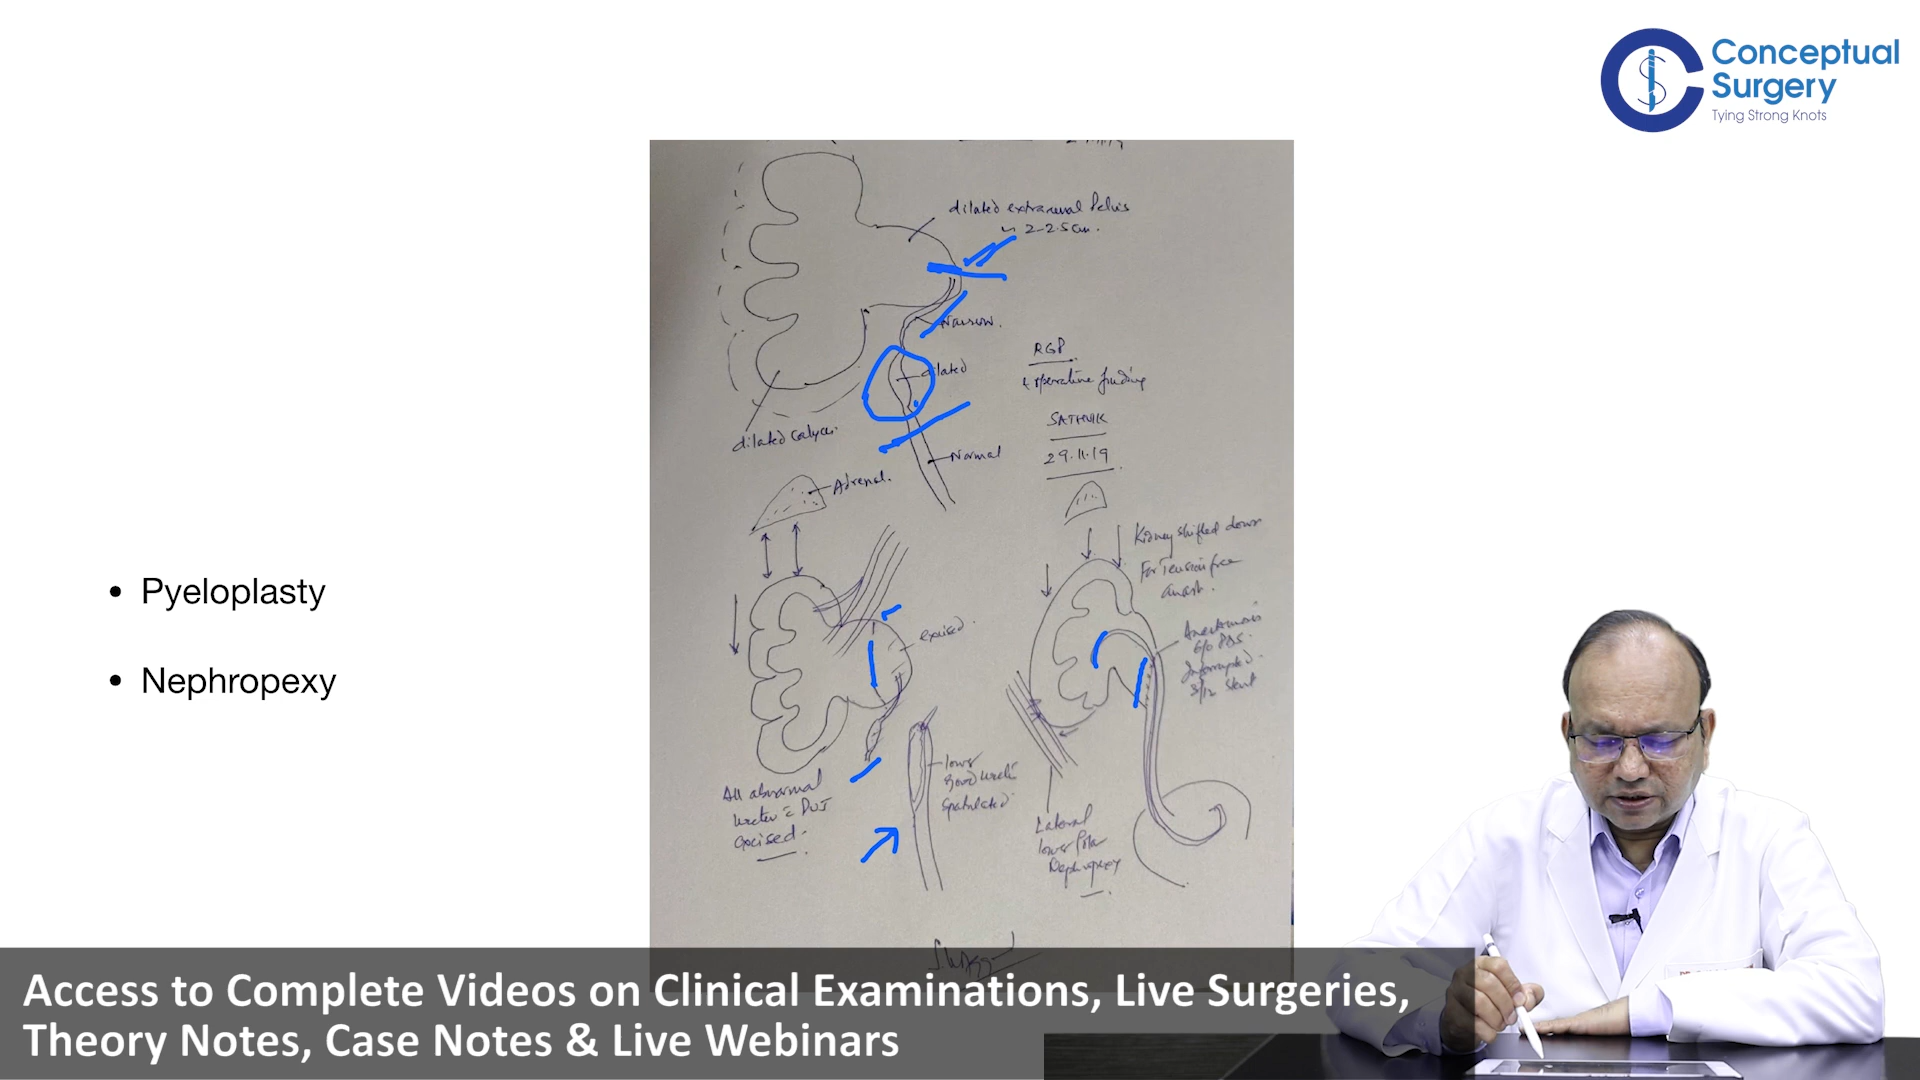 Conceptual
Surgery
Tying Strong Knots
dilated extrarenal Pelvis
~ 2-2.5 cm.
Narrow.
dilated
RGP
operative finding
SATHVIK
29.11.19
dilated calyces.
Normal
Adrenal.
Kidney shifted down
For Tension free
anast.
excised.
Anastomosis
6/0 PDS.
Interrupted.
3/12 stent
lower
good ureter
spatulated
All abnormal
ureter c PUJ
excised.
Lateral
lower Pole
Nephropexy
• Pyeloplasty
• Nephropexy
Access to Complete Videos on Clinical Examinations, Live Surgeries,
Theory Notes, Case Notes & Live Webinars